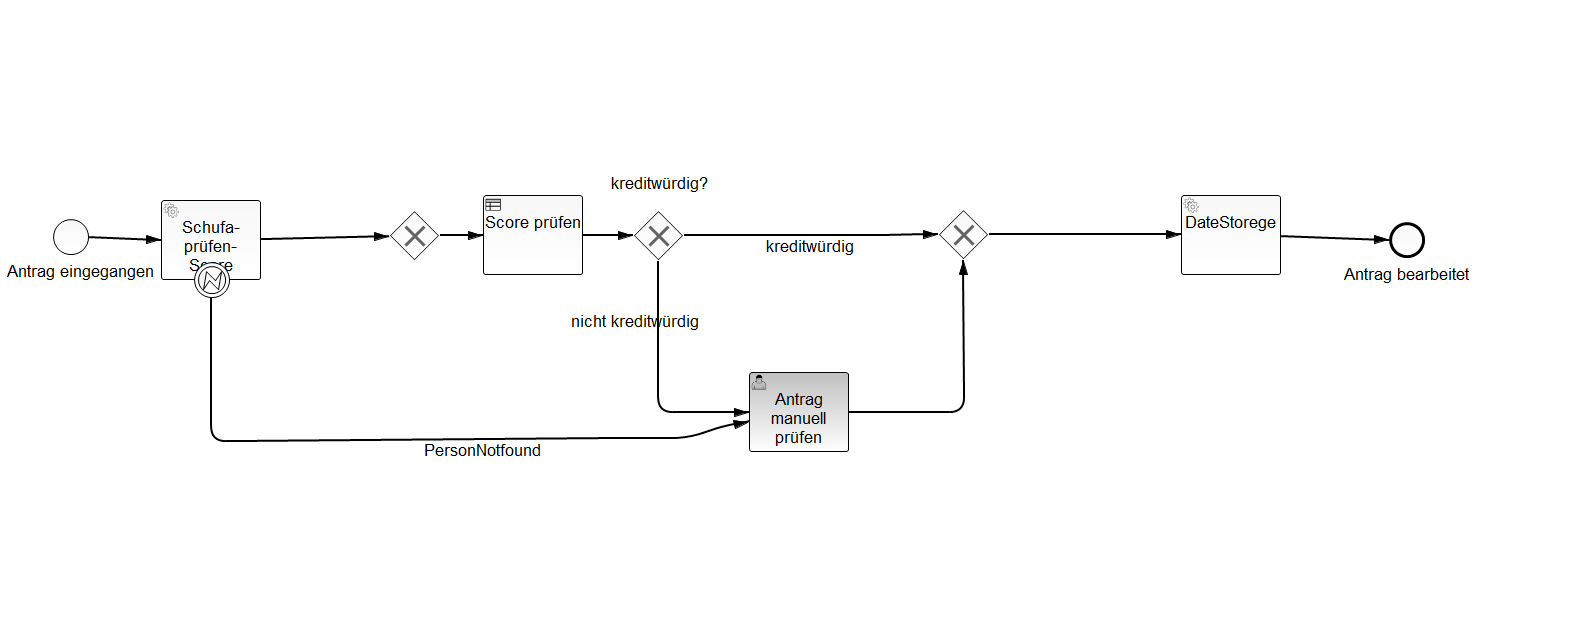 kreditwürdig?
Antrag eingegangen
Schufa-
prüfen-
Score
Score prüfen
kreditwürdig
nicht kreditwürdig
DateStorege
Antrag bearbeitet
Antrag
manuell
prüfen
PersonNotfound